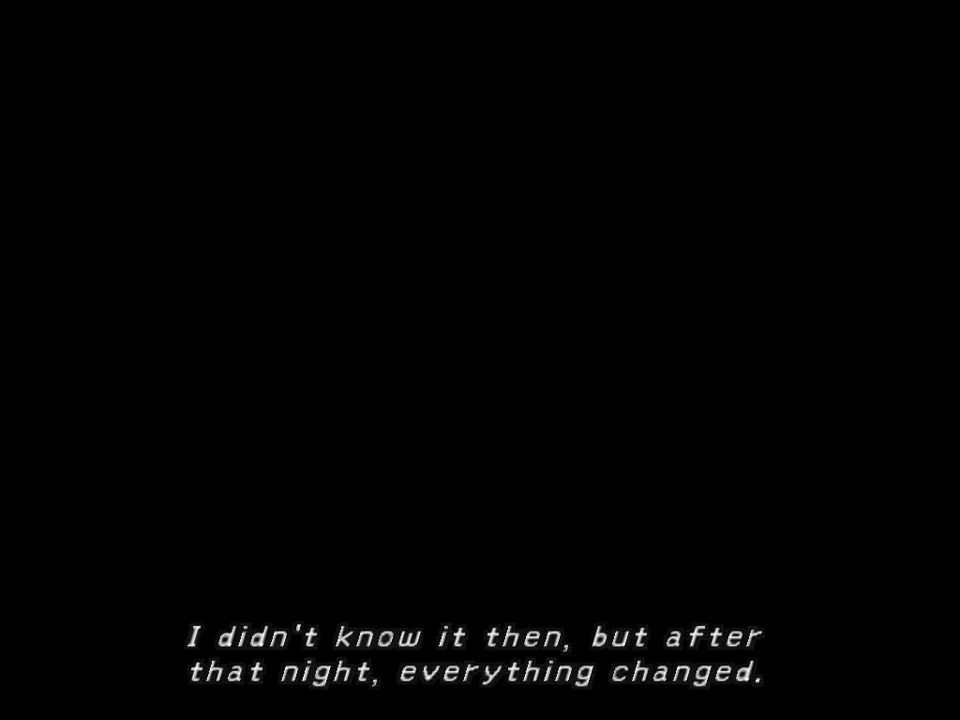 I didn't know it then, but after
that night, everything changed.